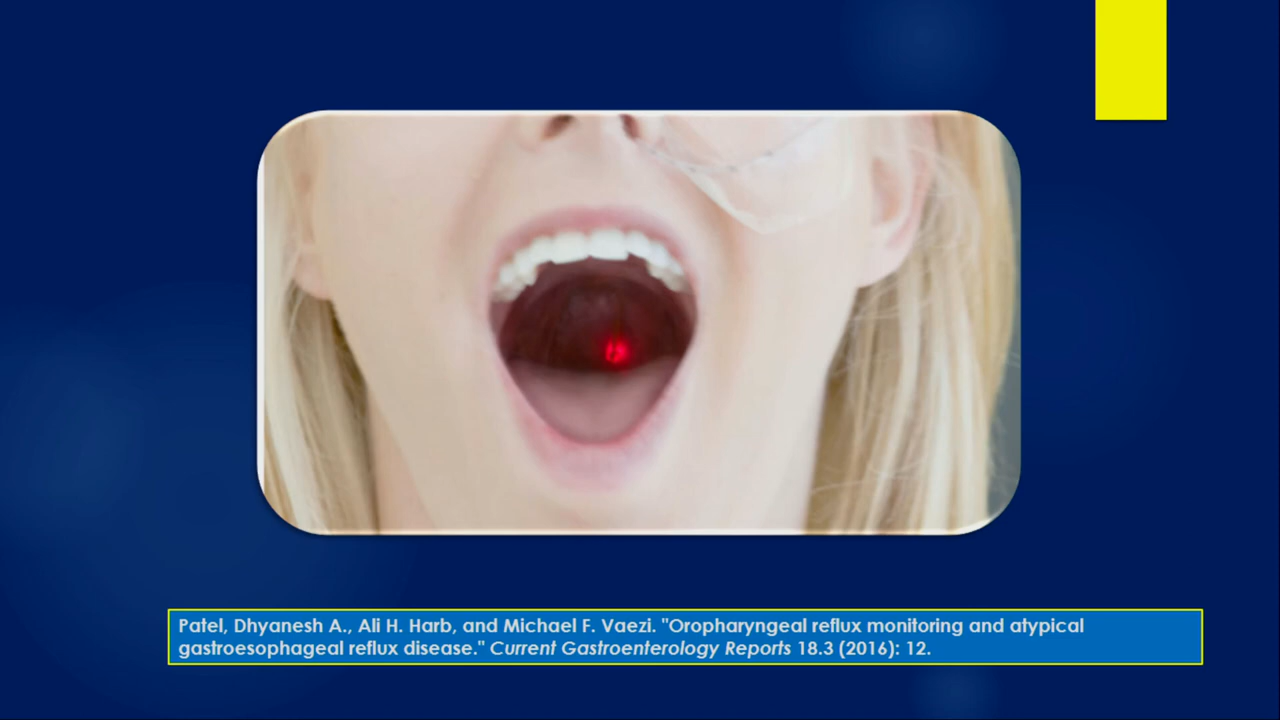 Patel, Dhyanesh A., Ali H. Harb, and Michael F. Vaezi. "Oropharyngeal reflux monitoring and atypical
gastroesophageal reflux disease." Current Gastroenterology Reports 18.3 (2016): 12.